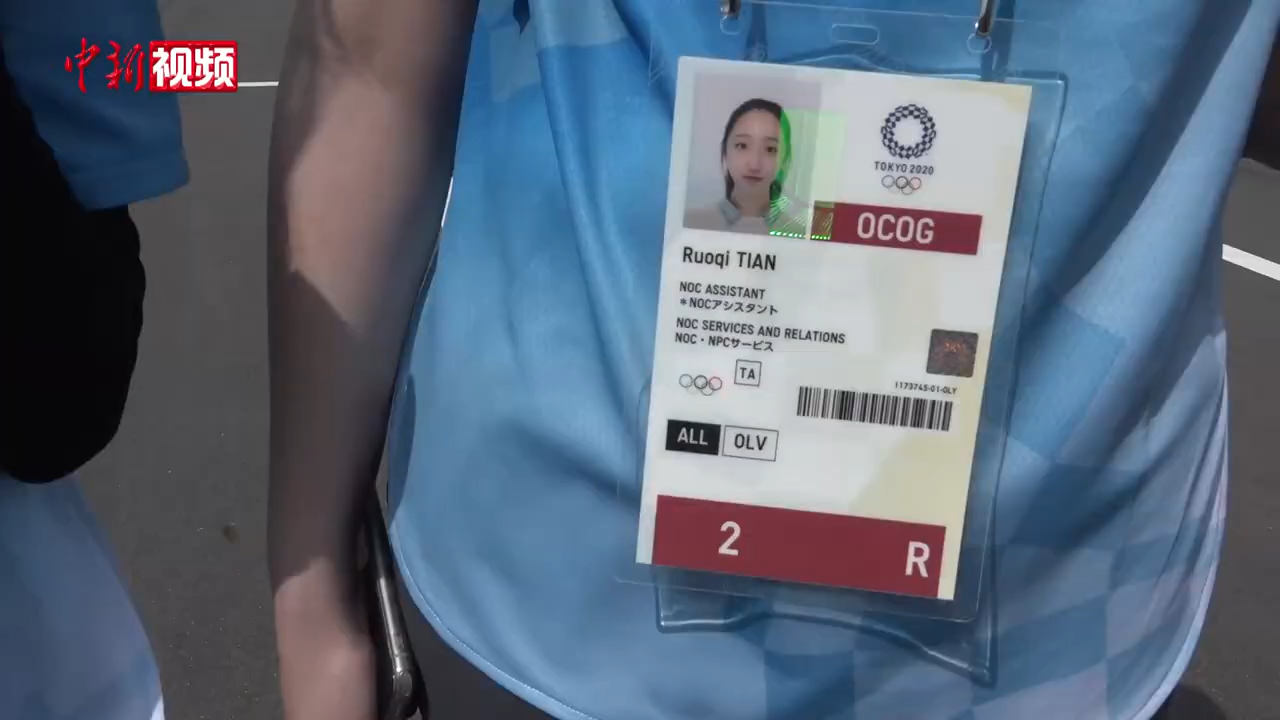 中新视频
TOKYO 2020
OCOG
Ruoqi TIAN
NOC ASSISTANT
*NOCアシスタント
NOC SERVICES AND RELATIONS
NOC・NPCサービス
TA
1173745-01-OLY
ALL OLV
2 R